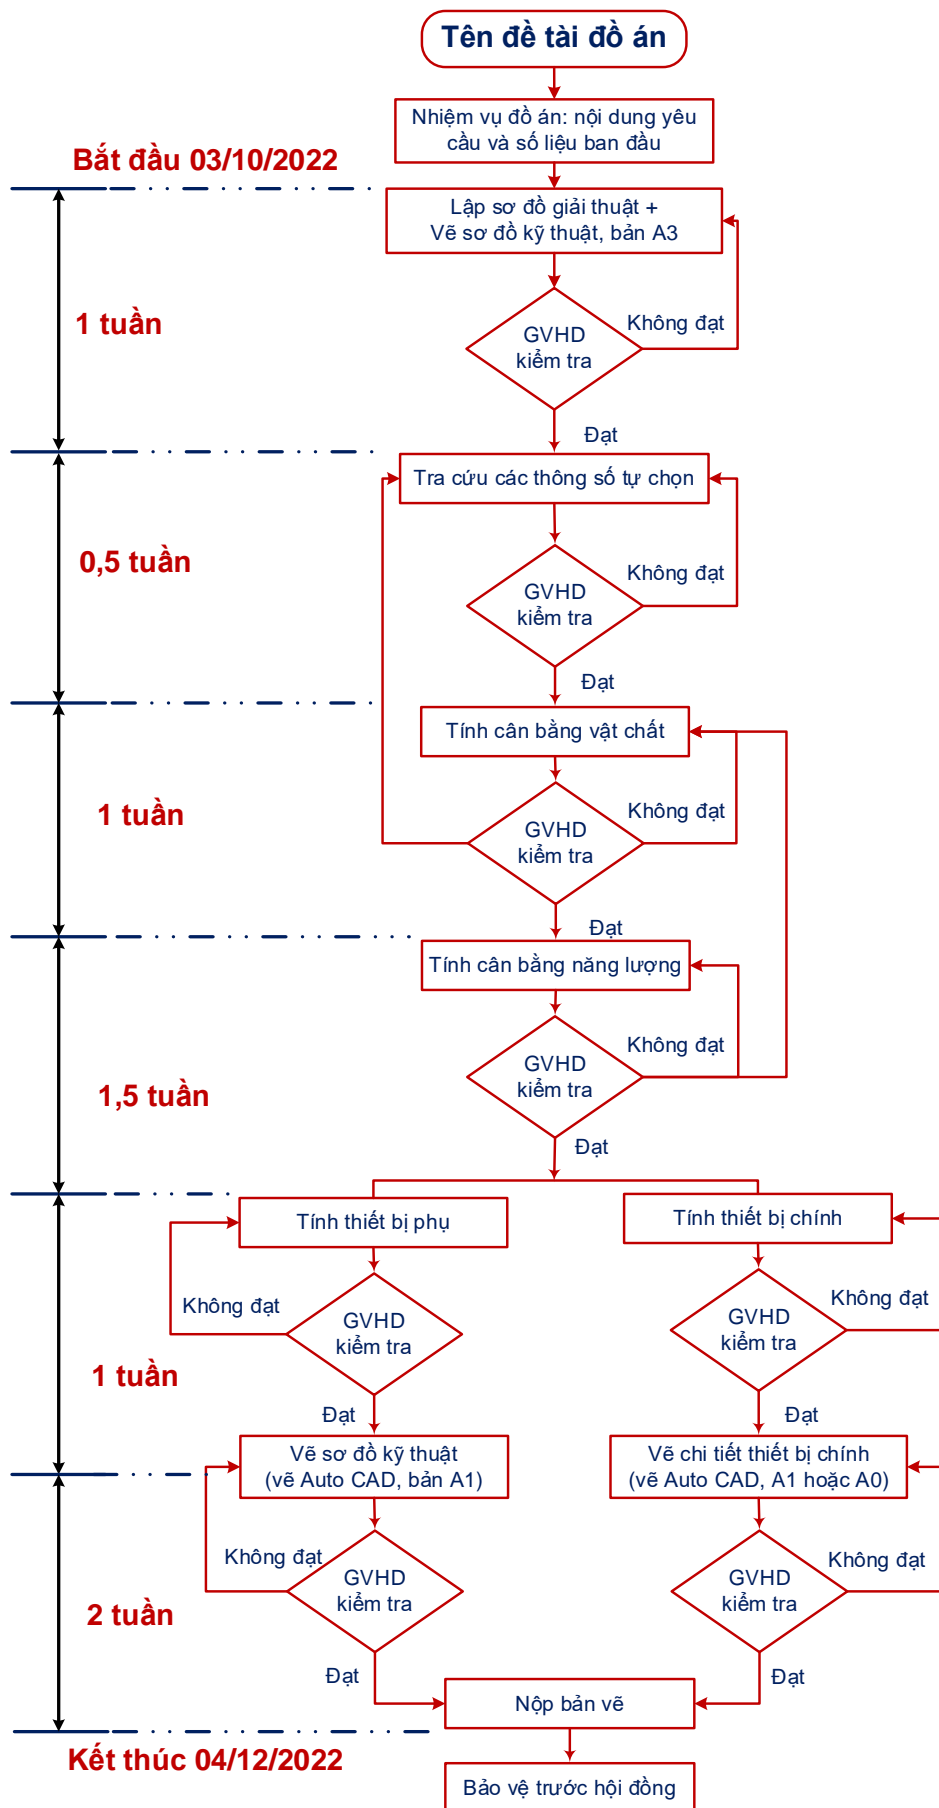 Tên đề tài đồ án
Nhiệm vụ đồ án: nội dung yêu
cầu và số liệu ban đầu
Bắt đầu 03/10/2022
Lập sơ đồ giải thuật +
Vẽ sơ đồ kỹ thuật, bản A3
1 tuần
Không đạt
GVHD
kiểm tra
Đạt
Tra cứu các thông số tự chọn
0,5 tuần
Không đạt
GVHD
kiểm tra
Đạt
Tính cân bằng vật chất
1 tuần
Không đạt
GVHD
kiểm tra
Đạt
Tính cân bằng năng lượng
Không đạt
GVHD
kiểm tra
1,5 tuần
Đạt
Tính thiết bị phụ
Tính thiết bị chính
Không đạt
GVHD
kiểm tra
Không đạt
GVHD
kiểm tra
1 tuần
Đạt
Đạt
Vẽ sơ đồ kỹ thuật
(vẽ Auto CAD, bản A1)
Vẽ chi tiết thiết bị chính
(vẽ Auto CAD, A1 hoặc A0)
Không đạt
GVHD
kiểm tra
Không đạt
GVHD
kiểm tra
2 tuần
Đạt
Đạt
Nộp bản vẽ
Kết thúc 04/12/2022
Bảo vệ trước hội đồng